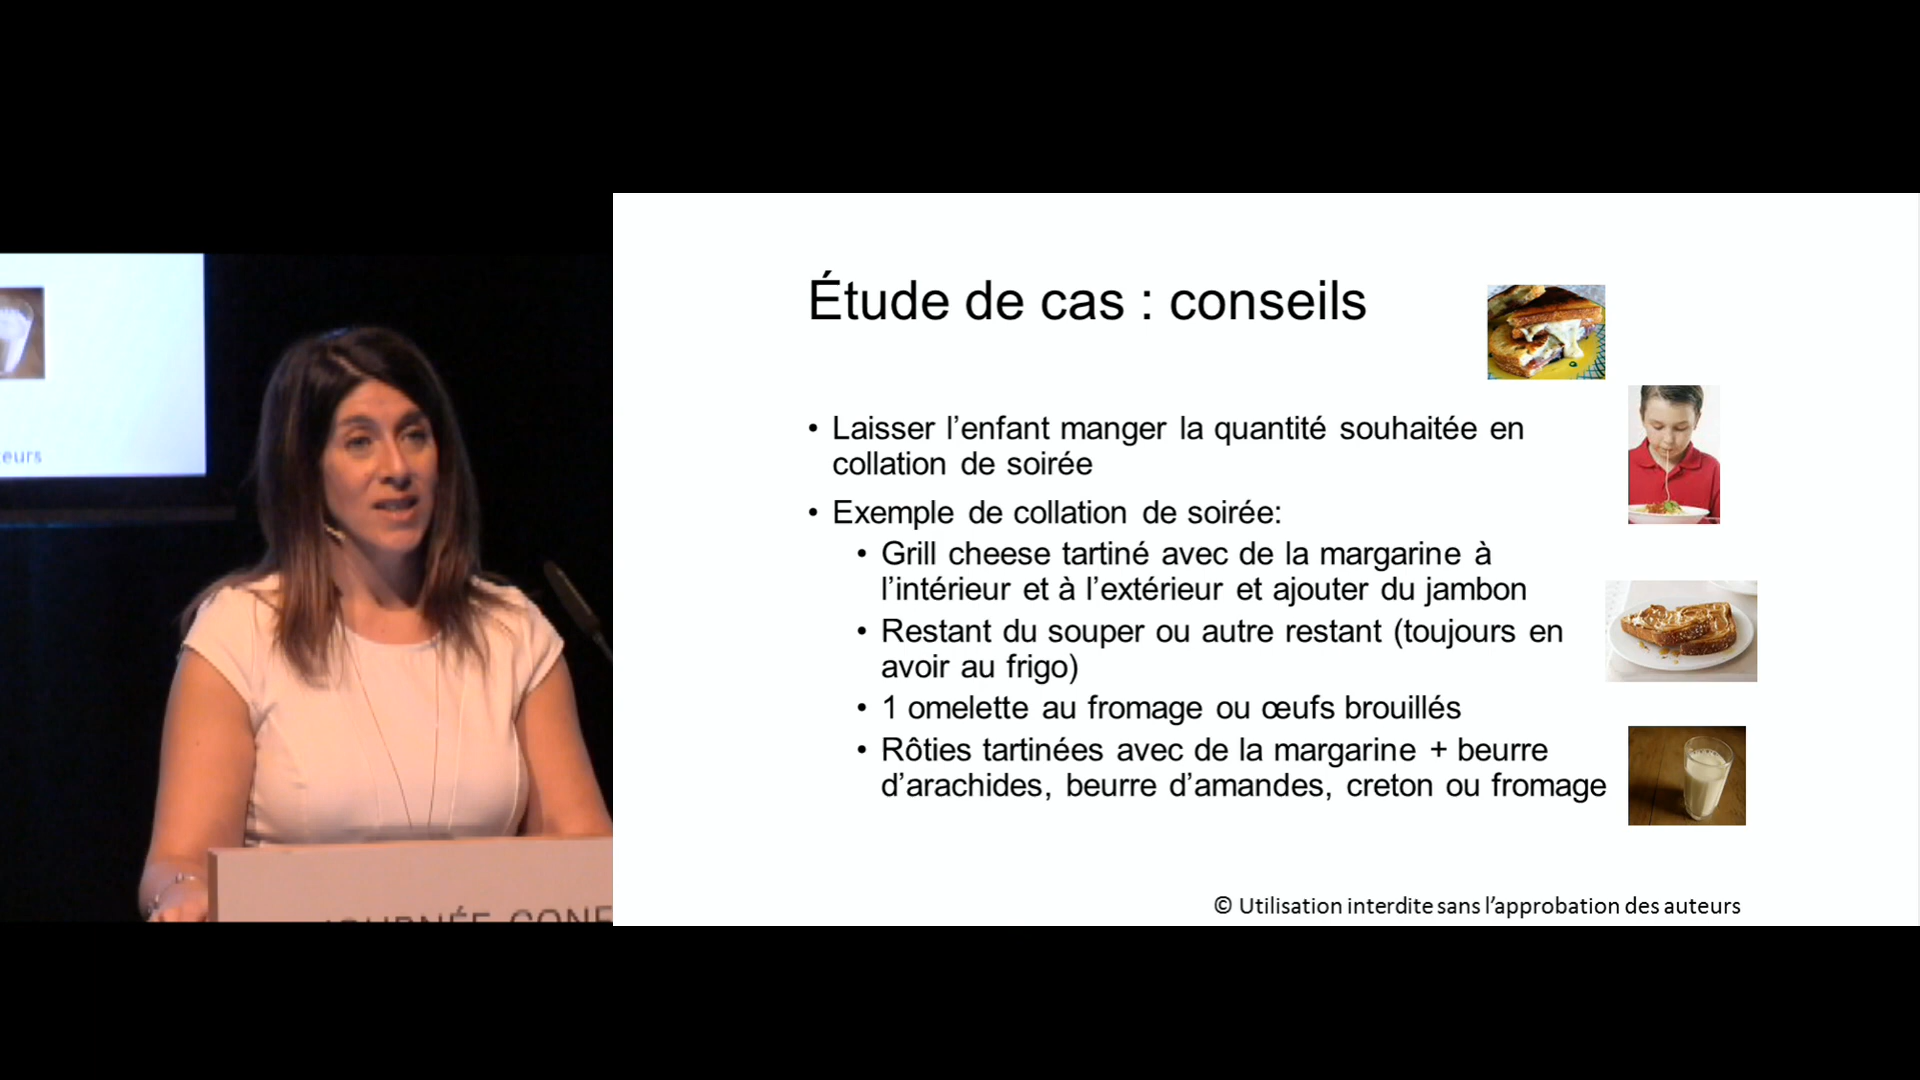 Étude de cas : conseils
• Laisser l’enfant manger la quantité souhaitée en
collation de soirée
• Exemple de collation de soirée:
• Grill cheese tartiné avec de la margarine à
l’intérieur et à l’extérieur et ajouter du jambon
• Restant du souper ou autre restant (toujours en
avoir au frigo)
• 1 omelette au fromage ou œufs brouillés
• Rôties tartinées avec de la margarine + beurre
d’arachides, beurre d’amandes, creton ou fromage
© Utilisation interdite sans l’approbation des auteurs
teurs
JOURNÉE CONF